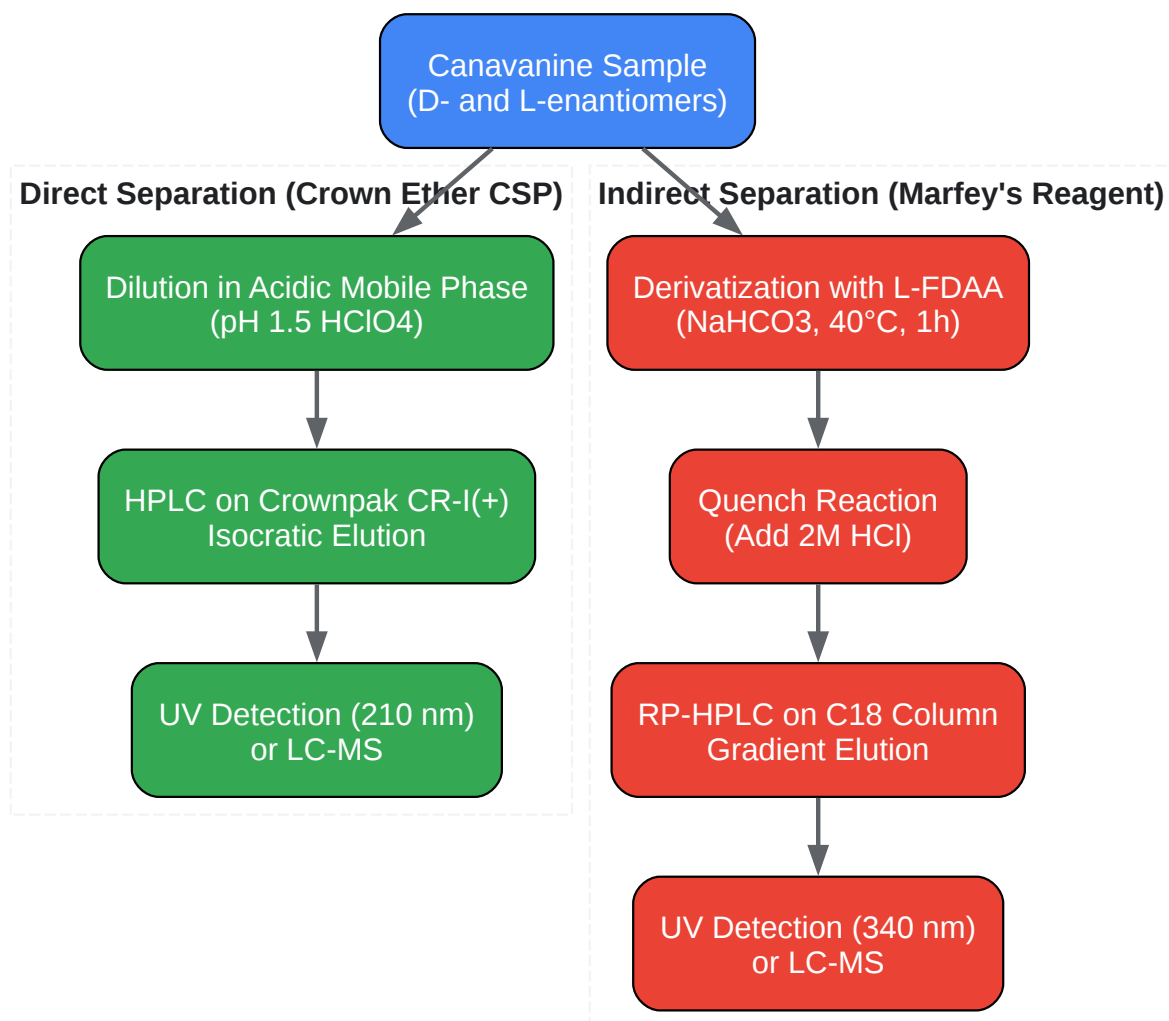 Canavanine Sample
(D- and L-enantiomers)
Direct Separation (Crown Ether CSP)
Dilution in Acidic Mobile Phase
(pH 1.5 HClO4)
HPLC on Crownpak CR-I(+)
Isocratic Elution
UV Detection (210 nm)
or LC-MS
Indirect Separation (Marfey's Reagent)
Derivatization with L-FDAA
(NaHCO3, 40°C, 1h)
Quench Reaction
(Add 2M HCl)
RP-HPLC on C18 Column
Gradient Elution
UV Detection (340 nm)
or LC-MS